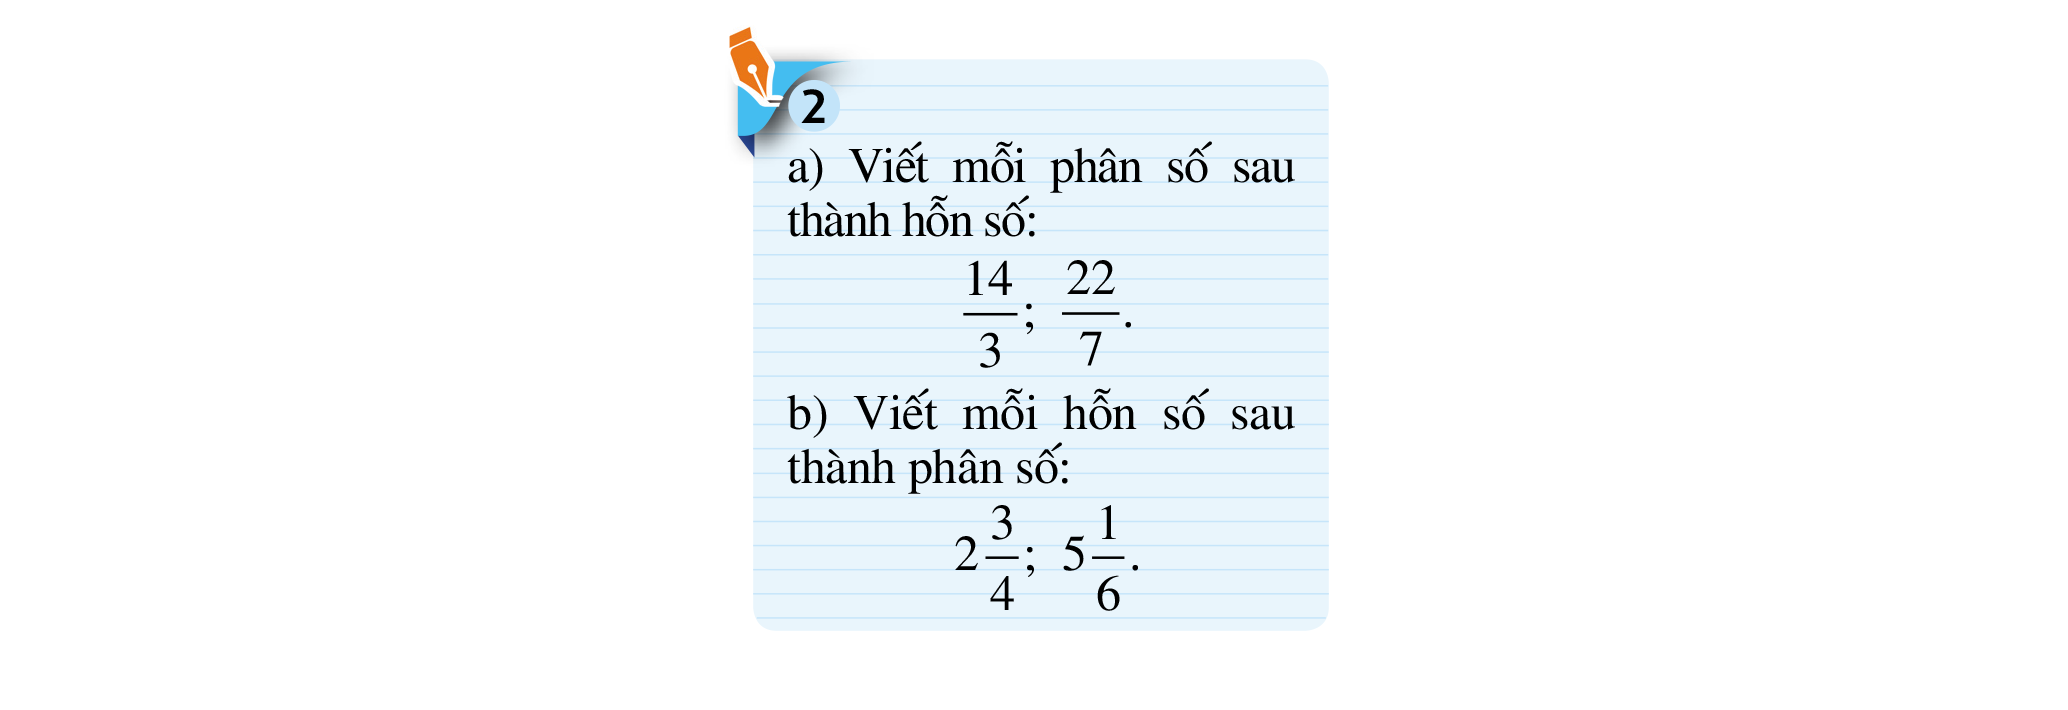 2
a) Viết mỗi phân số sau
thành hỗn số:
14/3; 22/7.
b) Viết mỗi hỗn số sau
thành phân số:
2 3/4; 5 1/6.